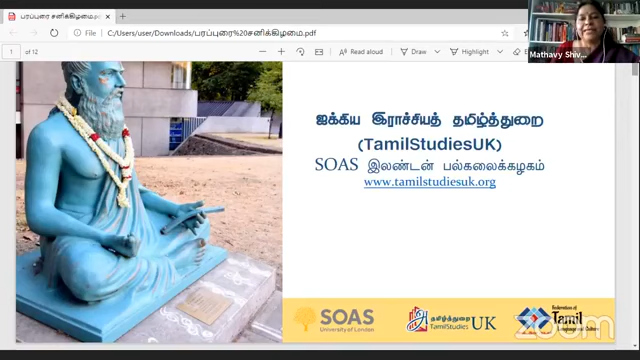 பரப்புரை சனிக்கிழமை.pdf
File
C:/Users/user/Downloads/பரப்புரை%20சனிக்கிழமை.pdf
1
of 12
Read aloud
Draw
Highlight
Erase
Mathavy Shiv...
ஐக்கிய இராச்சியத் தமிழ்த்துறை
(TamilStudiesUK)
SOAS இலண்டன் பல்கலைக்கழகம்
www.tamilstudiesuk.org
SOAS
University of London
தமிழ்த்துறை
TamilStudies UK
Tamil
zoom